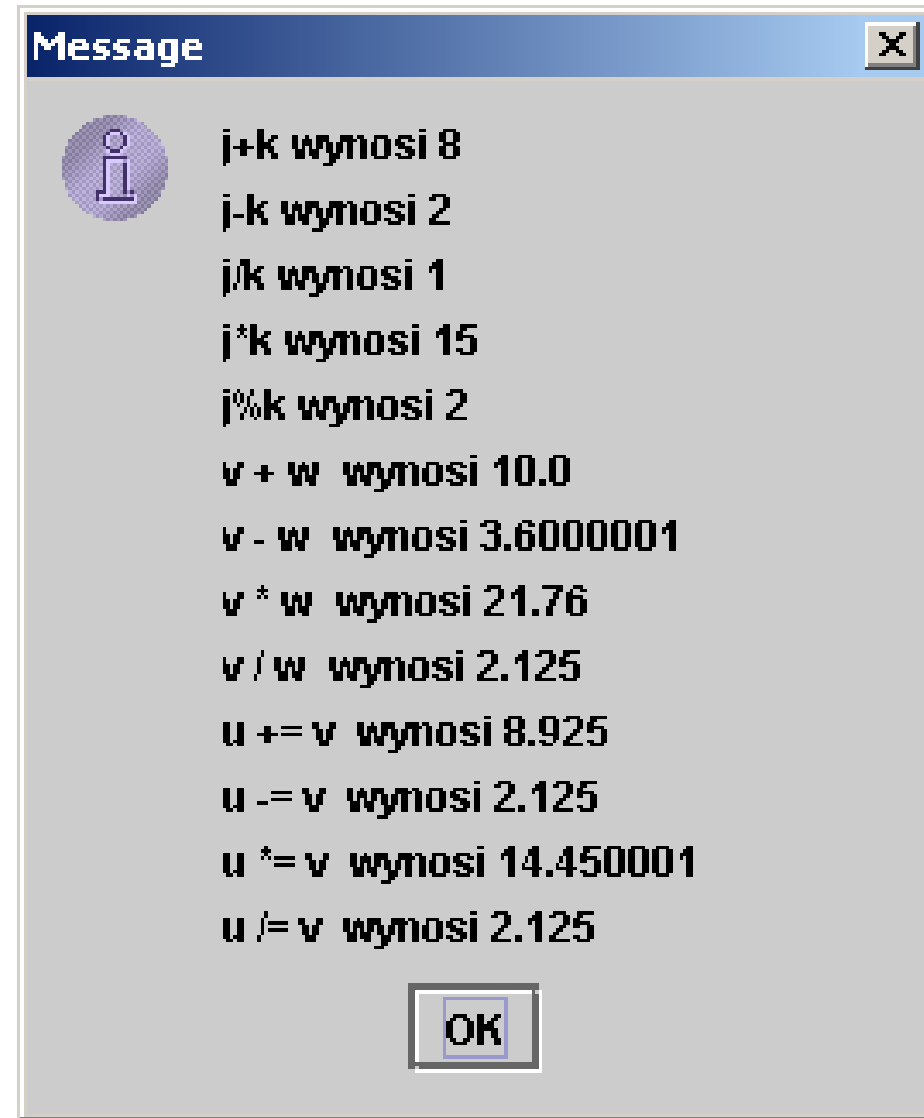 Message
j+k wynosi 8
j-k wynosi 2
j/k wynosi 1
j*k wynosi 15
j%k wynosi 2
v + w  wynosi 10.0
v - w  wynosi 3.6000001
v * w  wynosi 21.76
v / w  wynosi 2.125
u += v  wynosi 8.925
u -= v  wynosi 2.125
u *= v  wynosi 14.450001
u /= v  wynosi 2.125
OK